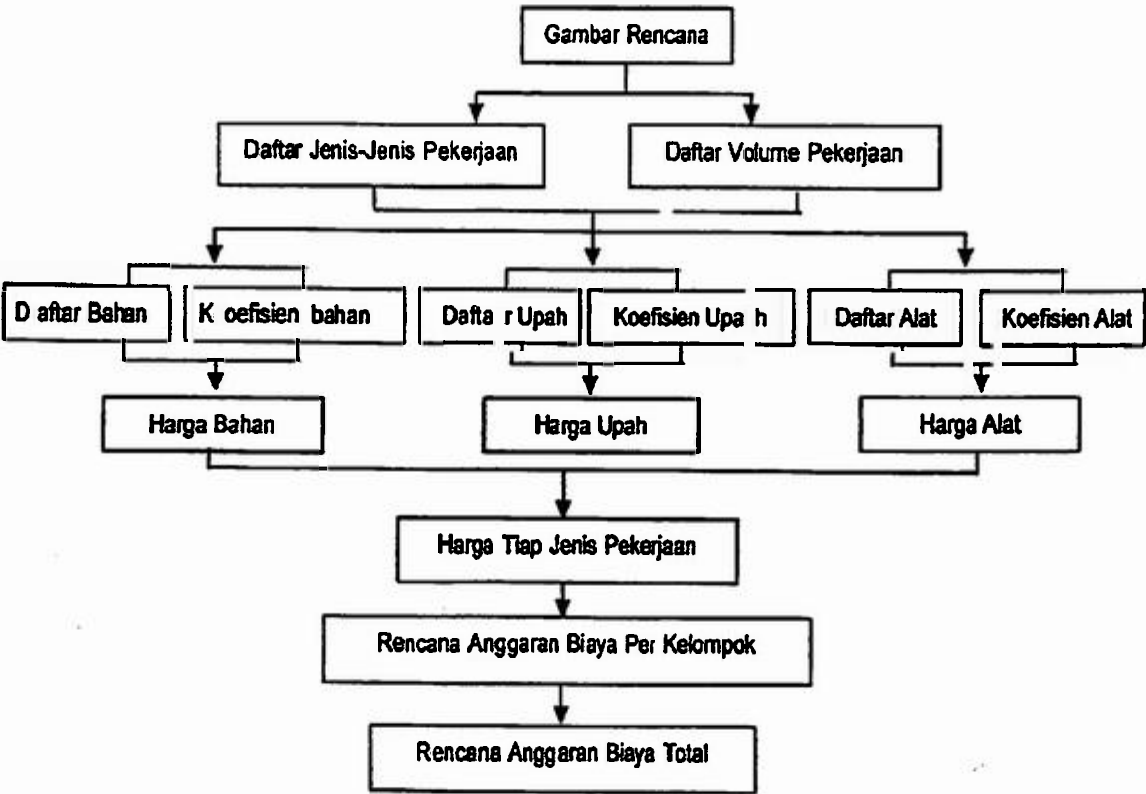 Gambar Rencana
Daftar Jenis-Jenis Pekerjaan
Daftar Volume Pekerjaan
Daftar Bahan
Koefisien bahan
Daftar Upah
Koefisien Upah
Daftar Alat
Koefisien Alat
Harga Bahan
Harga Upah
Harga Alat
Harga Tiap Jenis Pekerjaan
Rencana Anggaran Biaya Per Kelompok
Rencana Anggaran Biaya Total